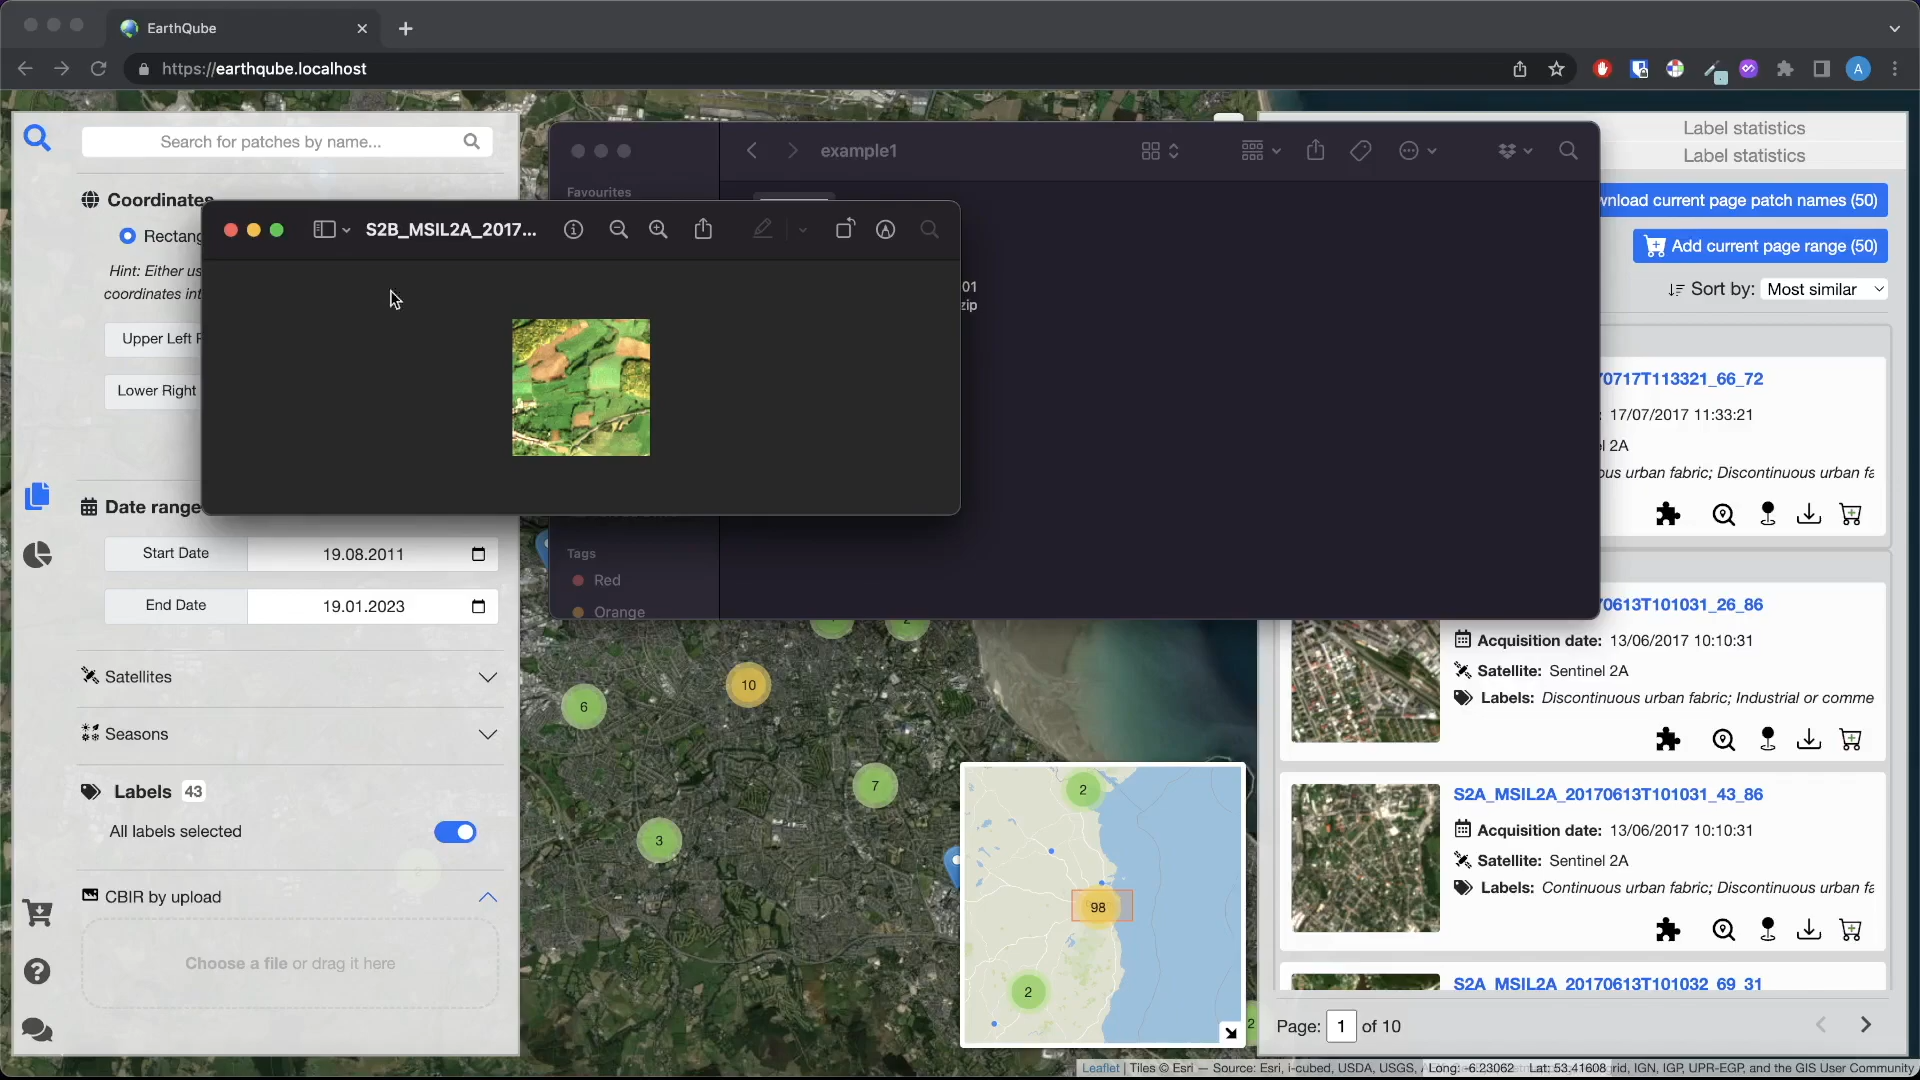 EarthQube
https://earthqube.localhost
Search for patches by name...
Coordinates
Rectang
Hint: Either us
coordinates int
Upper Left
Lower Right
Date range
Start Date 19.08.2011
End Date 19.01.2023
Satellites
Seasons
Labels 43
All labels selected
CBIR by upload
Choose a file or drag it here
example1
Favourites
S2B_MSIL2A_2017...
01
zip
Tags
Red
Orange
6
10
7
3
2
98
2
2
Label statistics
Label statistics
wnload current page patch names (50)
Add current page range (50)
Sort by: Most similar
70717T113321_66_72
17/07/2017 11:33:21
2A
ous urban fabric; Discontinuous urban fa
70613T101031_26_86
Acquisition date: 13/06/2017 10:10:31
Satellite: Sentinel 2A
Labels: Discontinuous urban fabric; Industrial or comme
S2A_MSIL2A_20170613T101031_43_86
Acquisition date: 13/06/2017 10:10:31
Satellite: Sentinel 2A
Labels: Continuous urban fabric; Discontinuous urban fa
S2A_MSIL2A_20170613T101032_69_31
Page: 1 of 10
Leaflet | Tiles © Esri — Source: Esri, i-cubed, USDA, USGS, Long: -6.23062 Lat: 53.41608 rid, IGN, IGP, UPR-EGP, and the GIS User Community
A